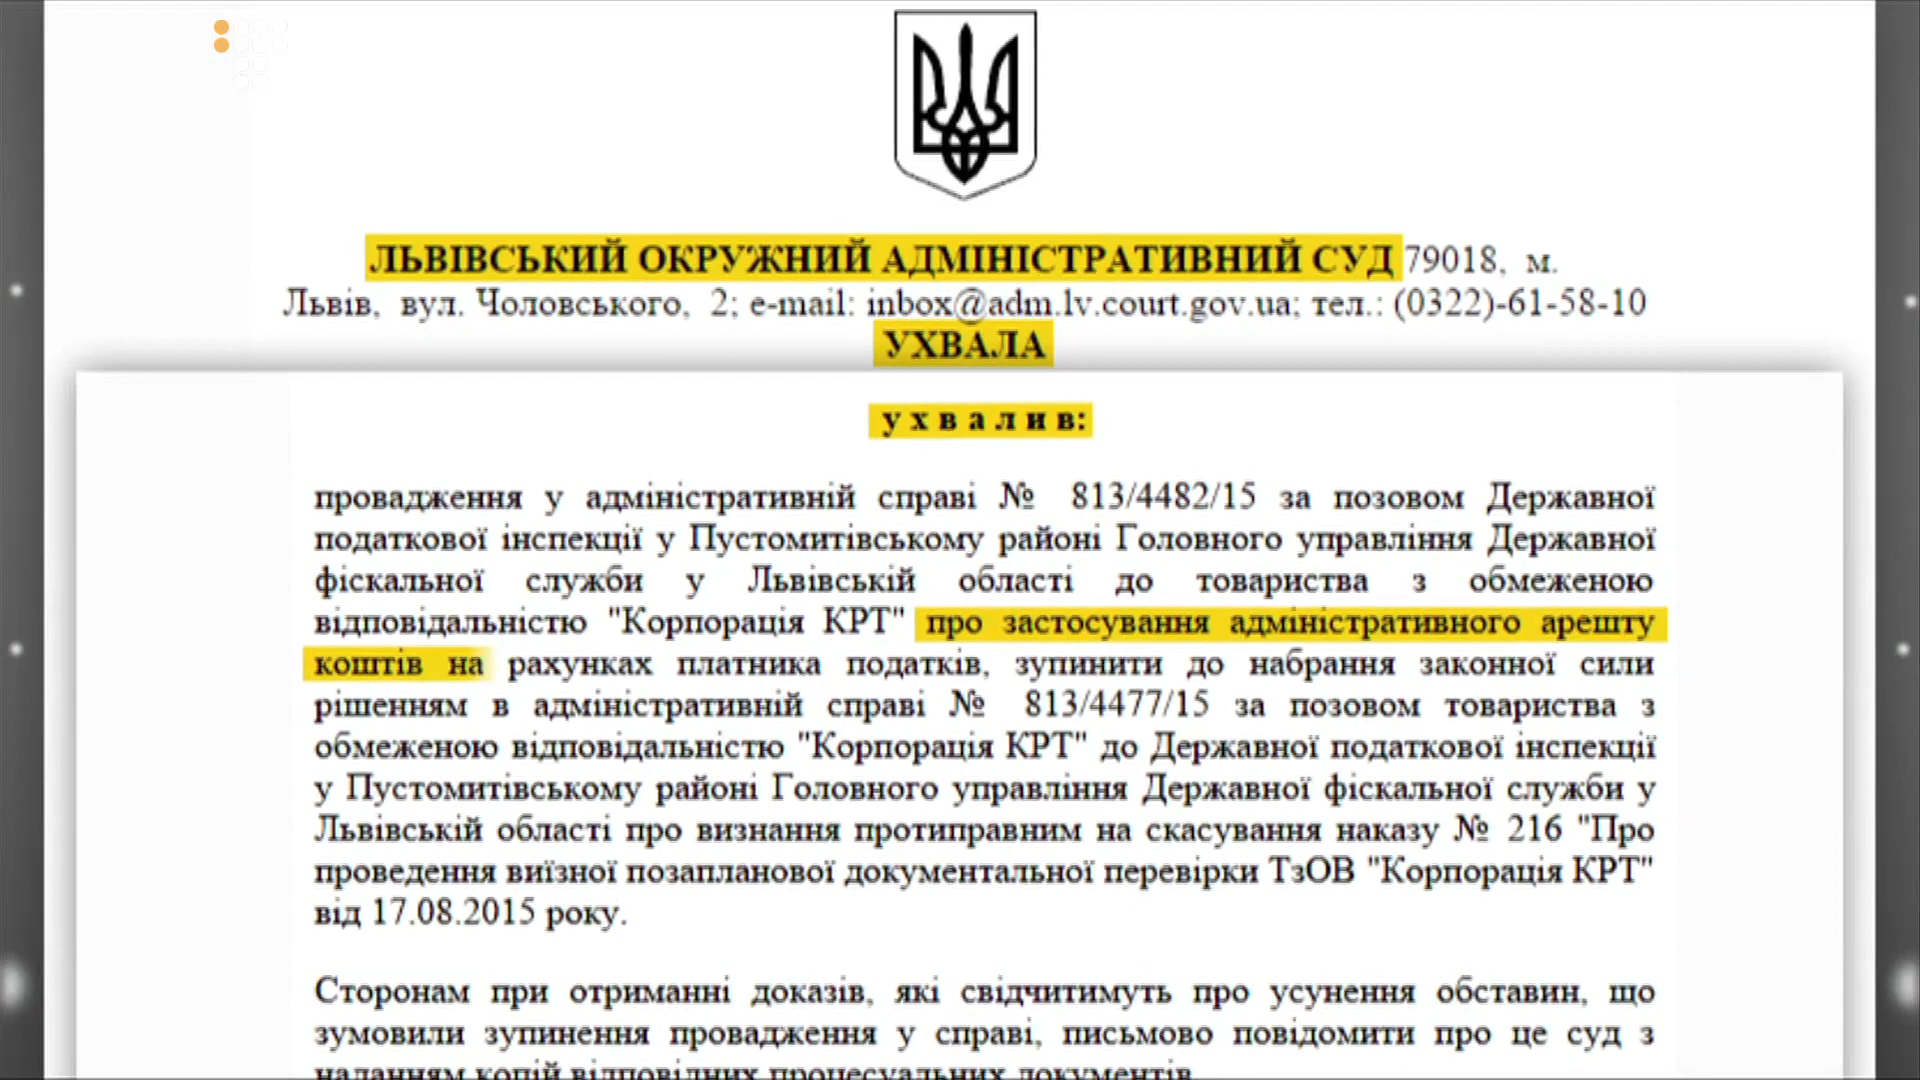 ЛЬВІВСЬКИЙ ОКРУЖНИЙ АДМІНІСТРАТИВНИЙ СУД 79018, м.
Львів, вул. Чоловського, 2; e-mail: inbox@adm.lv.court.gov.ua; тел.: (0322)-61-58-10
УХВАЛА
у х в а л и в:
провадження у адміністративній справі № 813/4482/15 за позовом Державної
податкової інспекції у Пустомитівському районі Головного управління Державної
фіскальної служби у Львівській області до товариства з обмеженою
відповідальністю "Корпорація КРТ" про застосування адміністративного арешту
коштів на рахунках платника податків, зупинити до набрання законної сили
рішенням в адміністративній справі № 813/4477/15 за позовом товариства з
обмеженою відповідальністю "Корпорація КРТ" до Державної податкової інспекції
у Пустомитівському районі Головного управління Державної фіскальної служби у
Львівській області про визнання протиправним на скасування наказу № 216 "Про
проведення виїзної позапланової документальної перевірки ТзОВ "Корпорація КРТ"
від 17.08.2015 року.
Сторонам при отриманні доказів, які свідчитимуть про усунення обставин, що
зумовили зупинення провадження у справі, письмово повідомити про це суд з
наданням копій відповідних процесуальних документів.